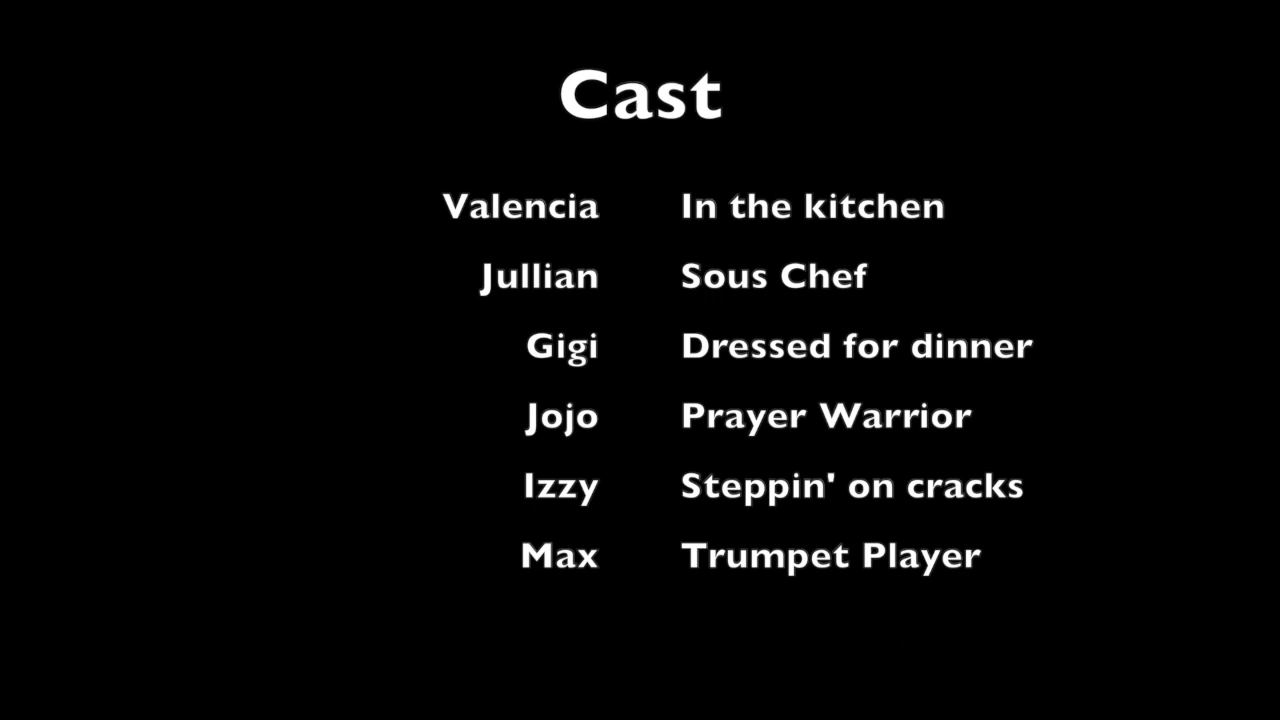 Cast
Valencia In the kitchen
Jullian Sous Chef
Gigi Dressed for dinner
Jojo Prayer Warrior
Izzy Steppin' on cracks
Max Trumpet Player